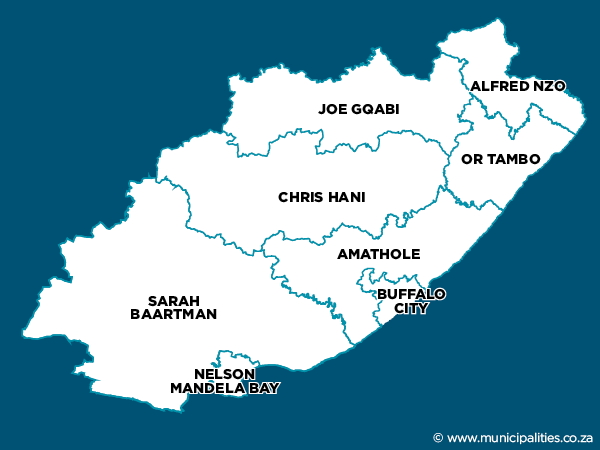 ALFRED NZO
JOE GQABI
OR TAMBO
CHRIS HANI
AMATHOLE
BUFFALO
CITY
SARAH
BAARTMAN
NELSON
MANDELA BAY
© www.municipalities.co.za